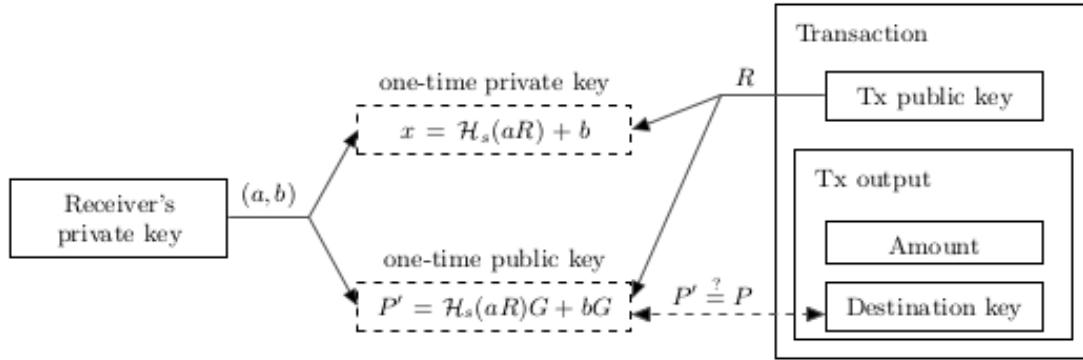 Transaction
R
Tx public key
one-time private key
x = ℋₛ(aR) + b
Tx output
Receiver's
private key
(a, b)
Amount
one-time public key
P′ = ℋₛ(aR)G + bG
P′ ≟ P
Destination key